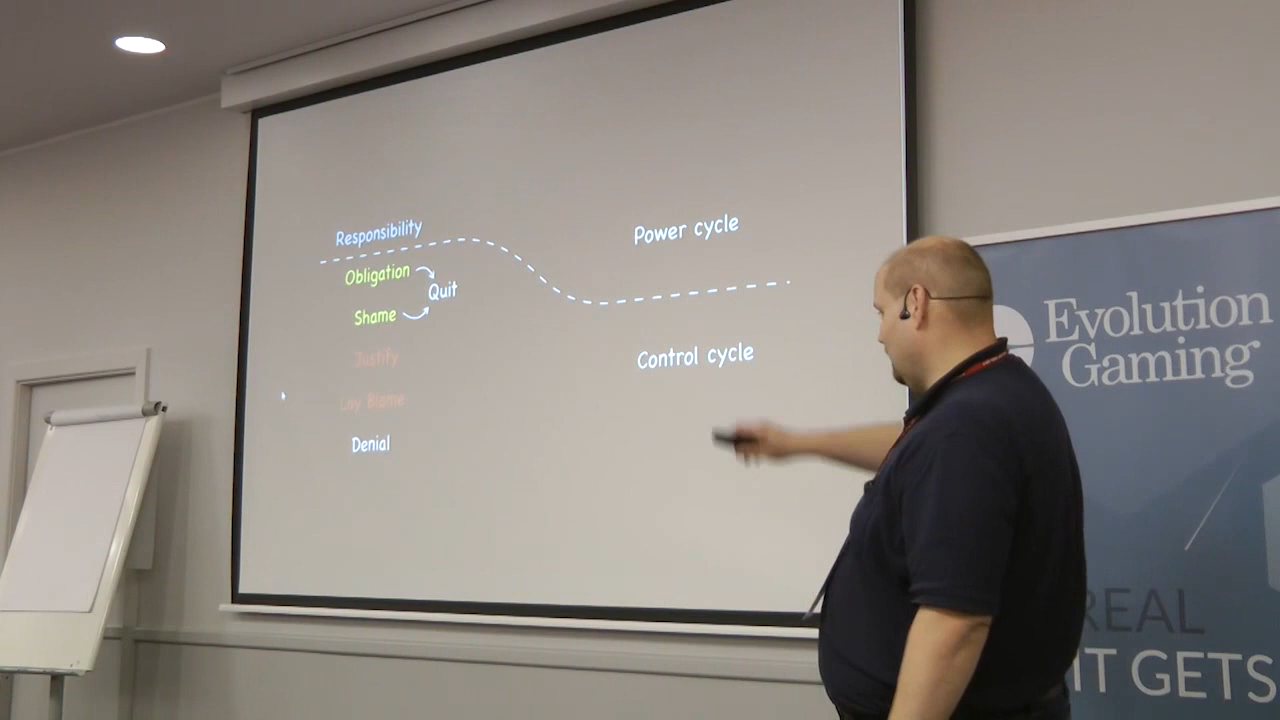 Responsibility
Power cycle
Obligation
Quit
Shame
Justify
Control cycle
Lay Blame
Denial
Evolution
Gaming
REAL
IT GETS